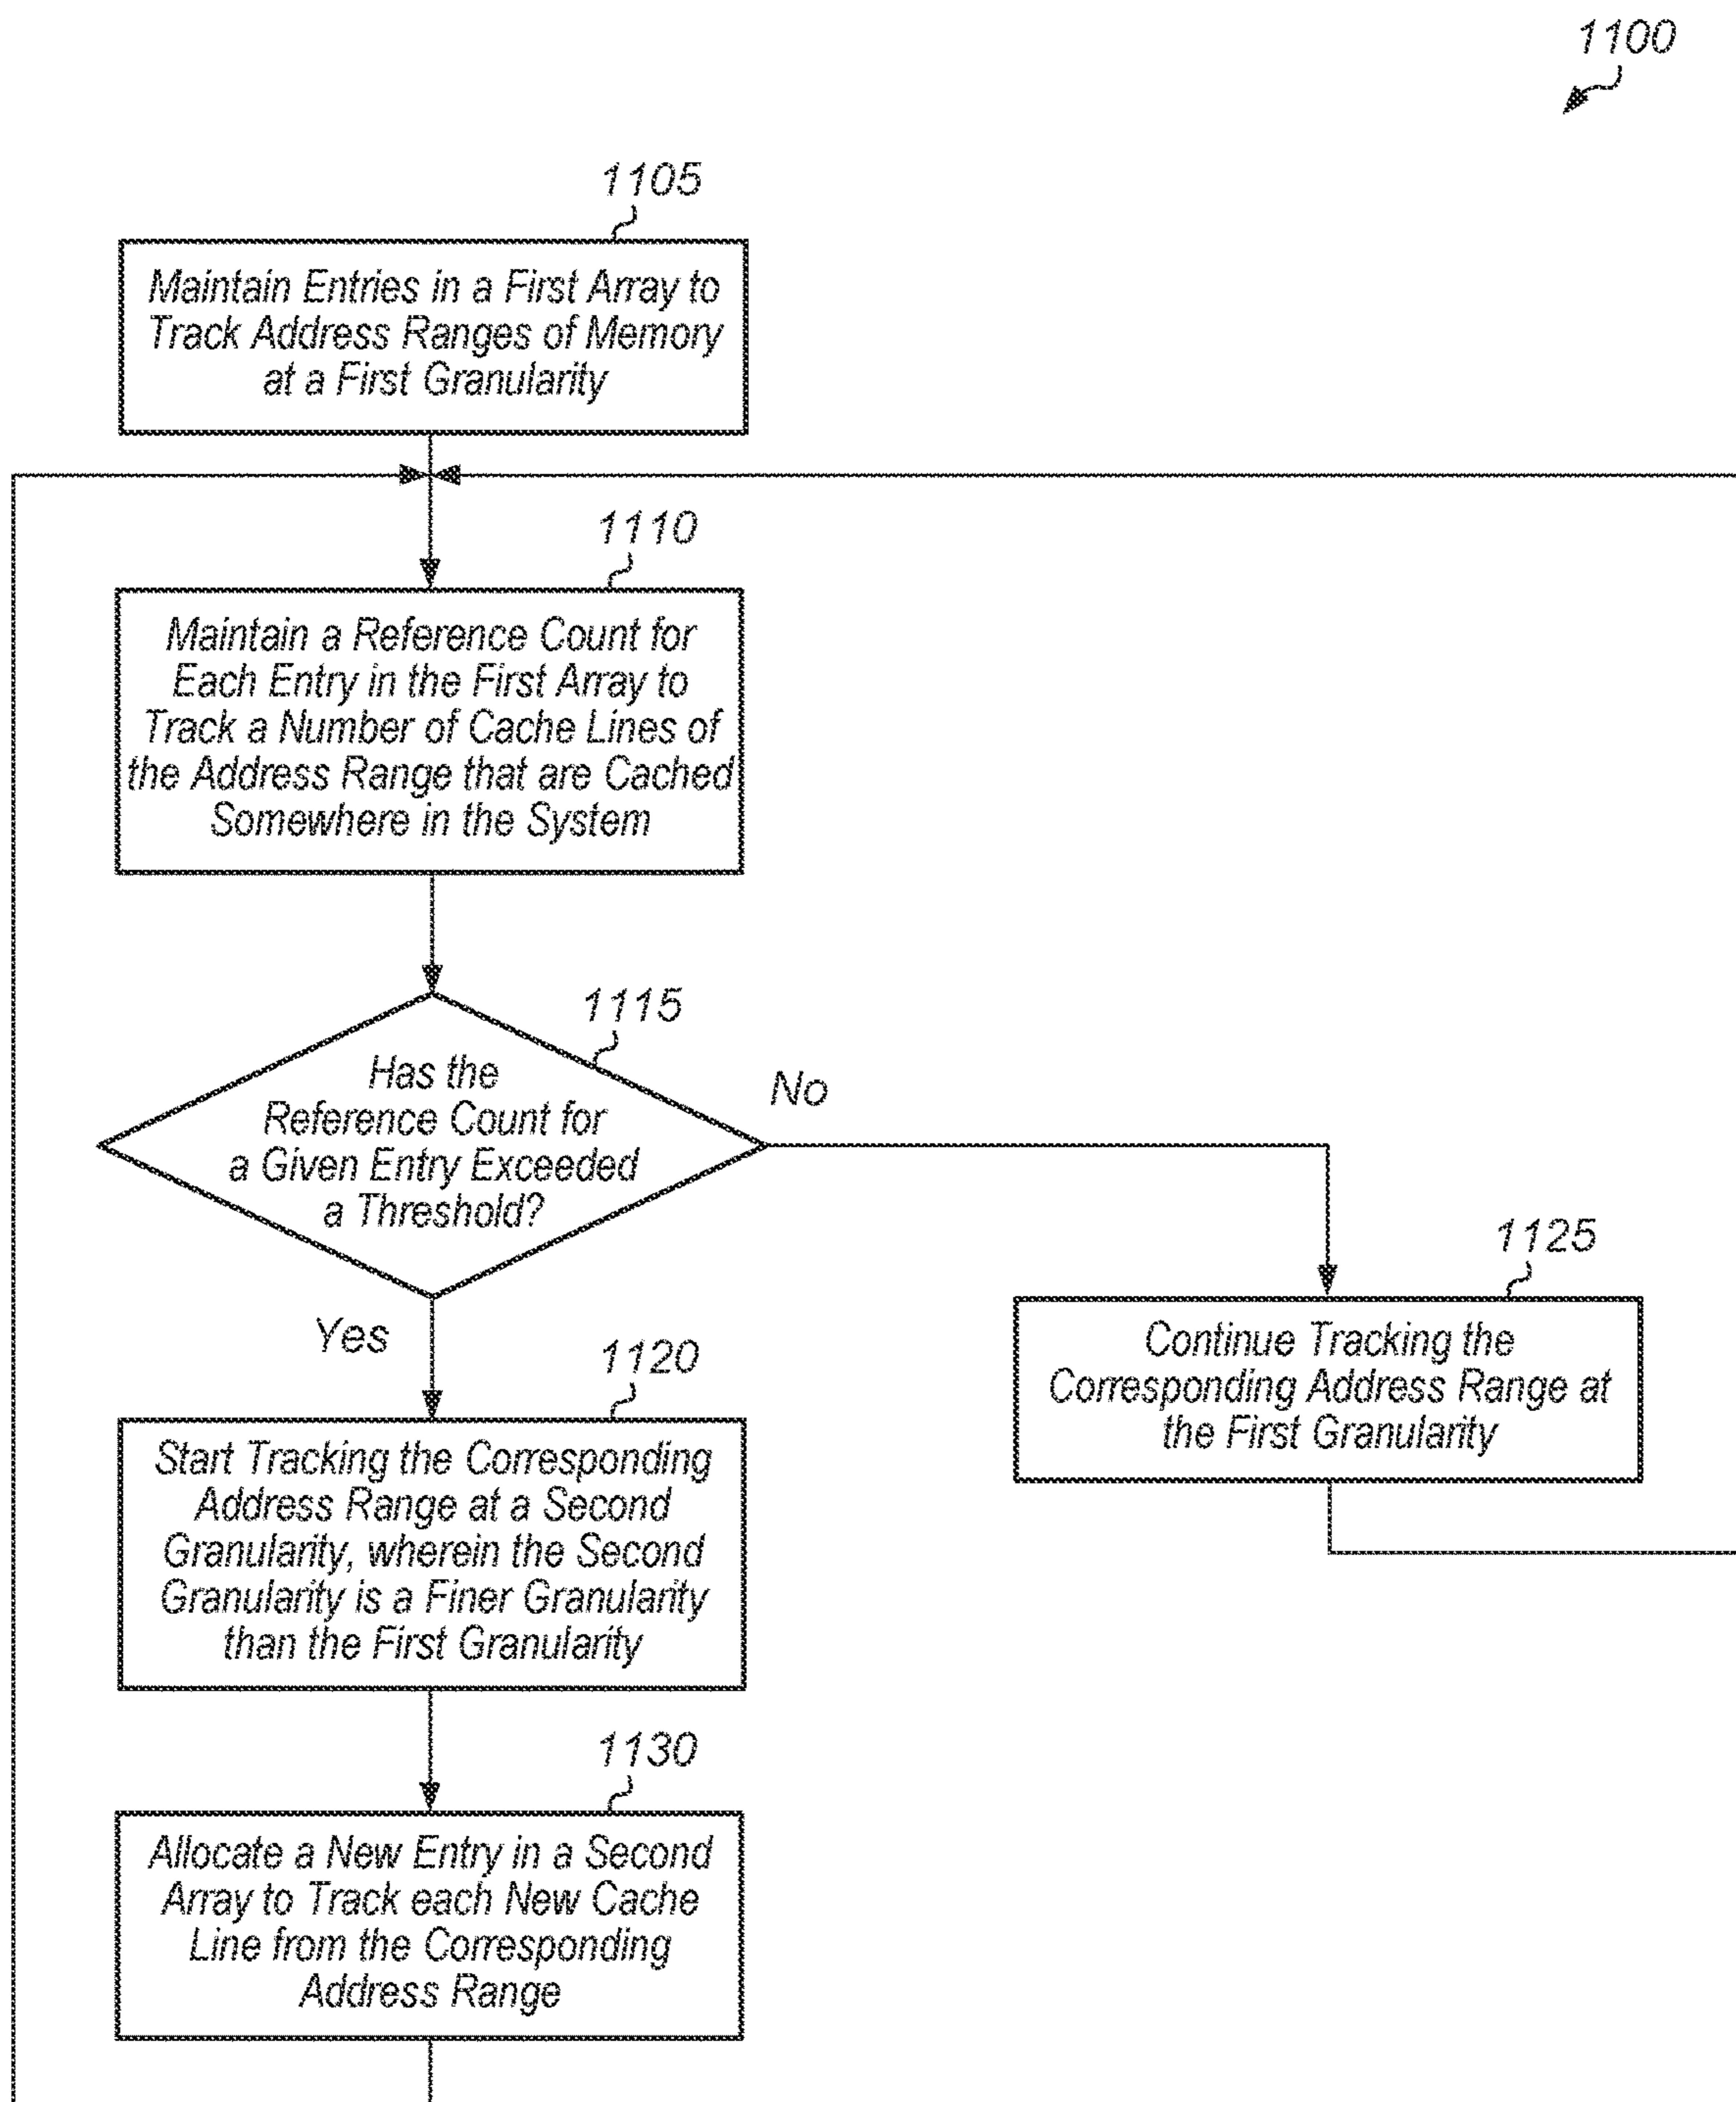 1100
1105
Maintain Entries in a First Array to
Track Address Ranges of Memory
at a First Granularity
1110
Maintain a Reference Count for
Each Entry in the First Array to
Track a Number of Cache Lines of
the Address Range that are Cached
Somewhere in the System
1115
Has the
Reference Count for
a Given Entry Exceeded
a Threshold?
No
Yes
1125
Continue Tracking the
Corresponding Address Range at
the First Granularity
1120
Start Tracking the Corresponding
Address Range at a Second
Granularity, wherein the Second
Granularity is a Finer Granularity
than the First Granularity
1130
Allocate a New Entry in a Second
Array to Track each New Cache
Line from the Corresponding
Address Range